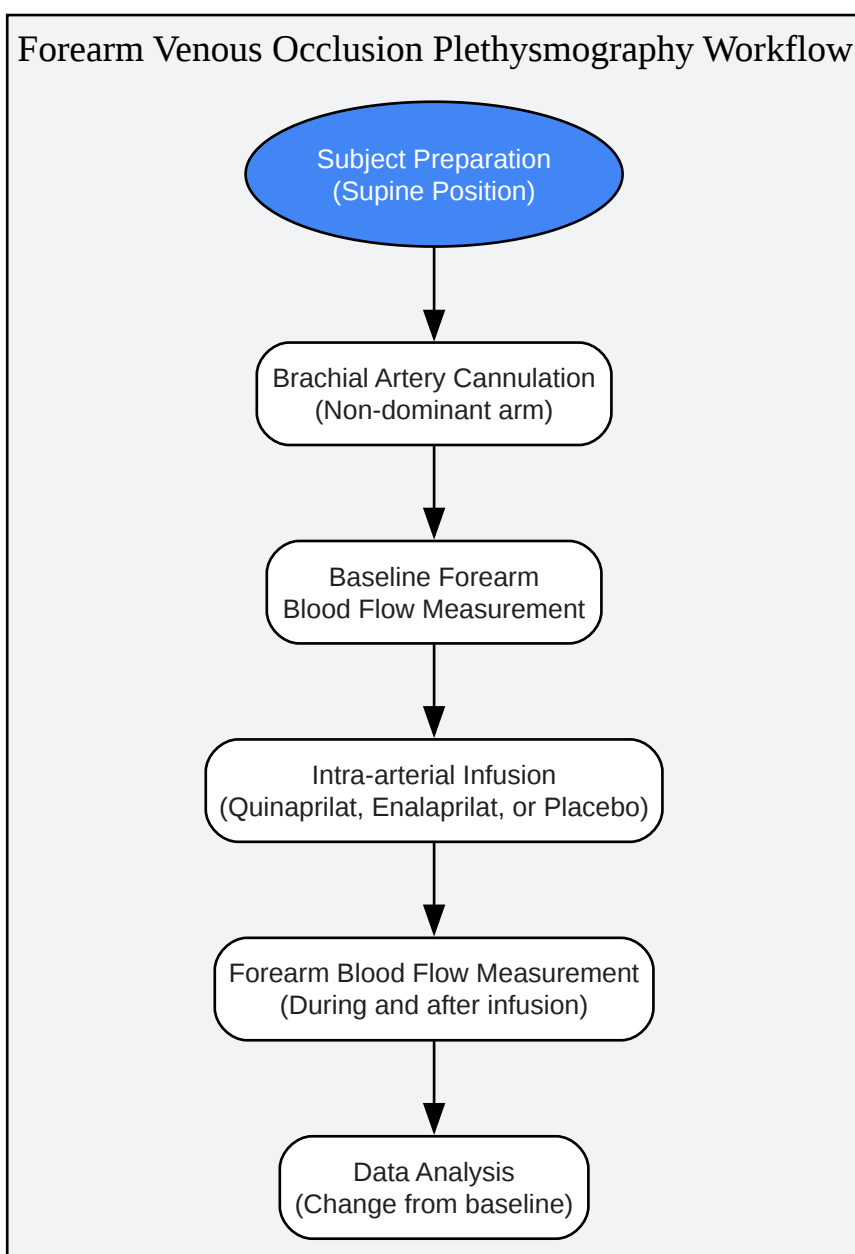 Forearm Venous Occlusion Plethysmography Workflow
Subject Preparation
(Supine Position)
Brachial Artery Cannulation
(Non-dominant arm)
Baseline Forearm
Blood Flow Measurement
Intra-arterial Infusion
(Quinaprilat, Enalaprilat, or Placebo)
Forearm Blood Flow Measurement
(During and after infusion)
Data Analysis
(Change from baseline)